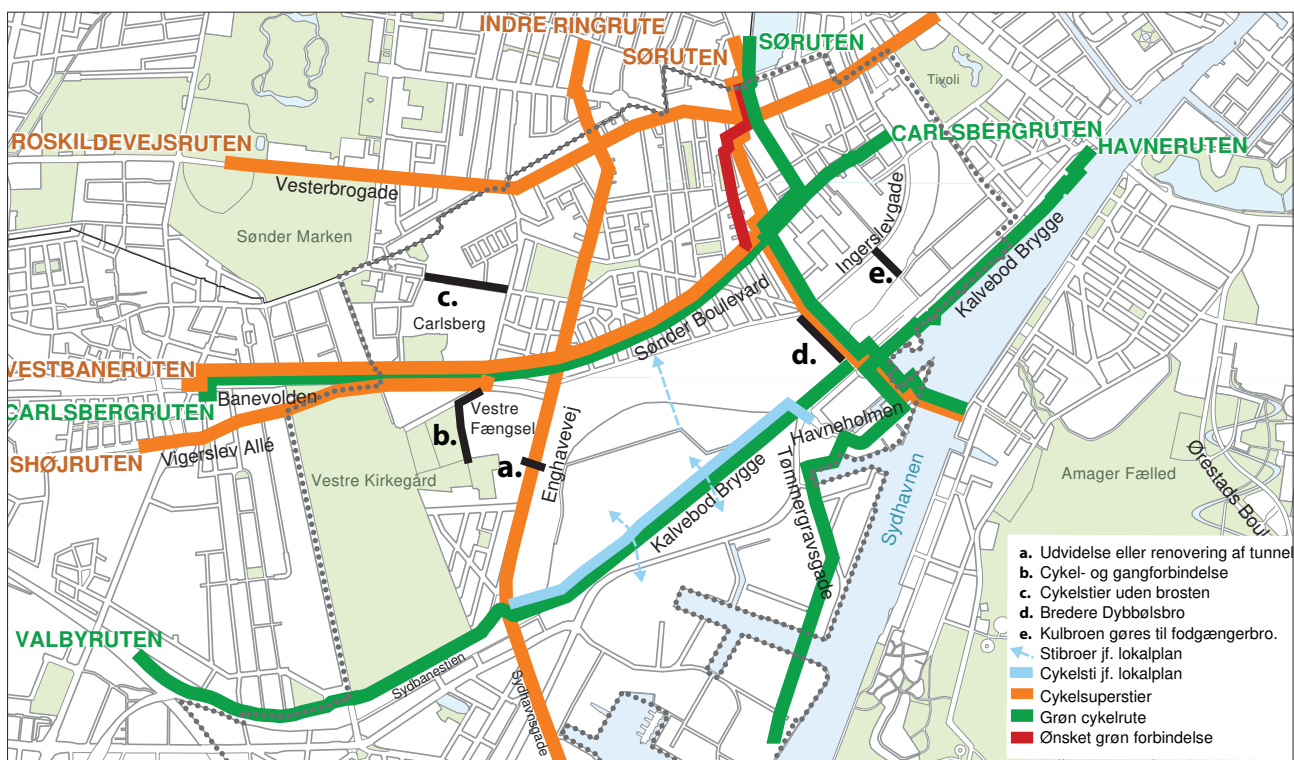 INDRE RINGRUTE
SØRUTEN
SØRUTEN
Tivoli
ROSKILDEVEJSRUTEN
CARLSBERGRUTEN
HAVNERUTEN
Vesterbrogade
Sønder Marken
Ingerslevgade
Kalvebod Brygge
e.
c.
Carlsberg
Sønder Boulevard
d.
VESTBANERUTEN
CARLSBERGRUTEN
Banevolden
Vestre
Fængsel
Havneholmen
b.
SHØJRUTEN
Vigerslev Allé
a.
Enghavevej
Vestre Kirkegård
Kalvebod Brygge
Tømmergravsgade
Sydhavnen
Amager Fælled
Ørestads Boul
VALBYRUTEN
Sydbanestien
Sydhavnsgade
a. Udvidelse eller renovering af tunnel
b. Cykel- og gangforbindelse
c. Cykelstier uden brosten
d. Bredere Dybbølsbro
e. Kulbroen gøres til fodgængerbro.
Stibroer jf. lokalplan
Cykelsti jf. lokalplan
Cykelsuperstier
Grøn cykelrute
Ønsket grøn forbindelse